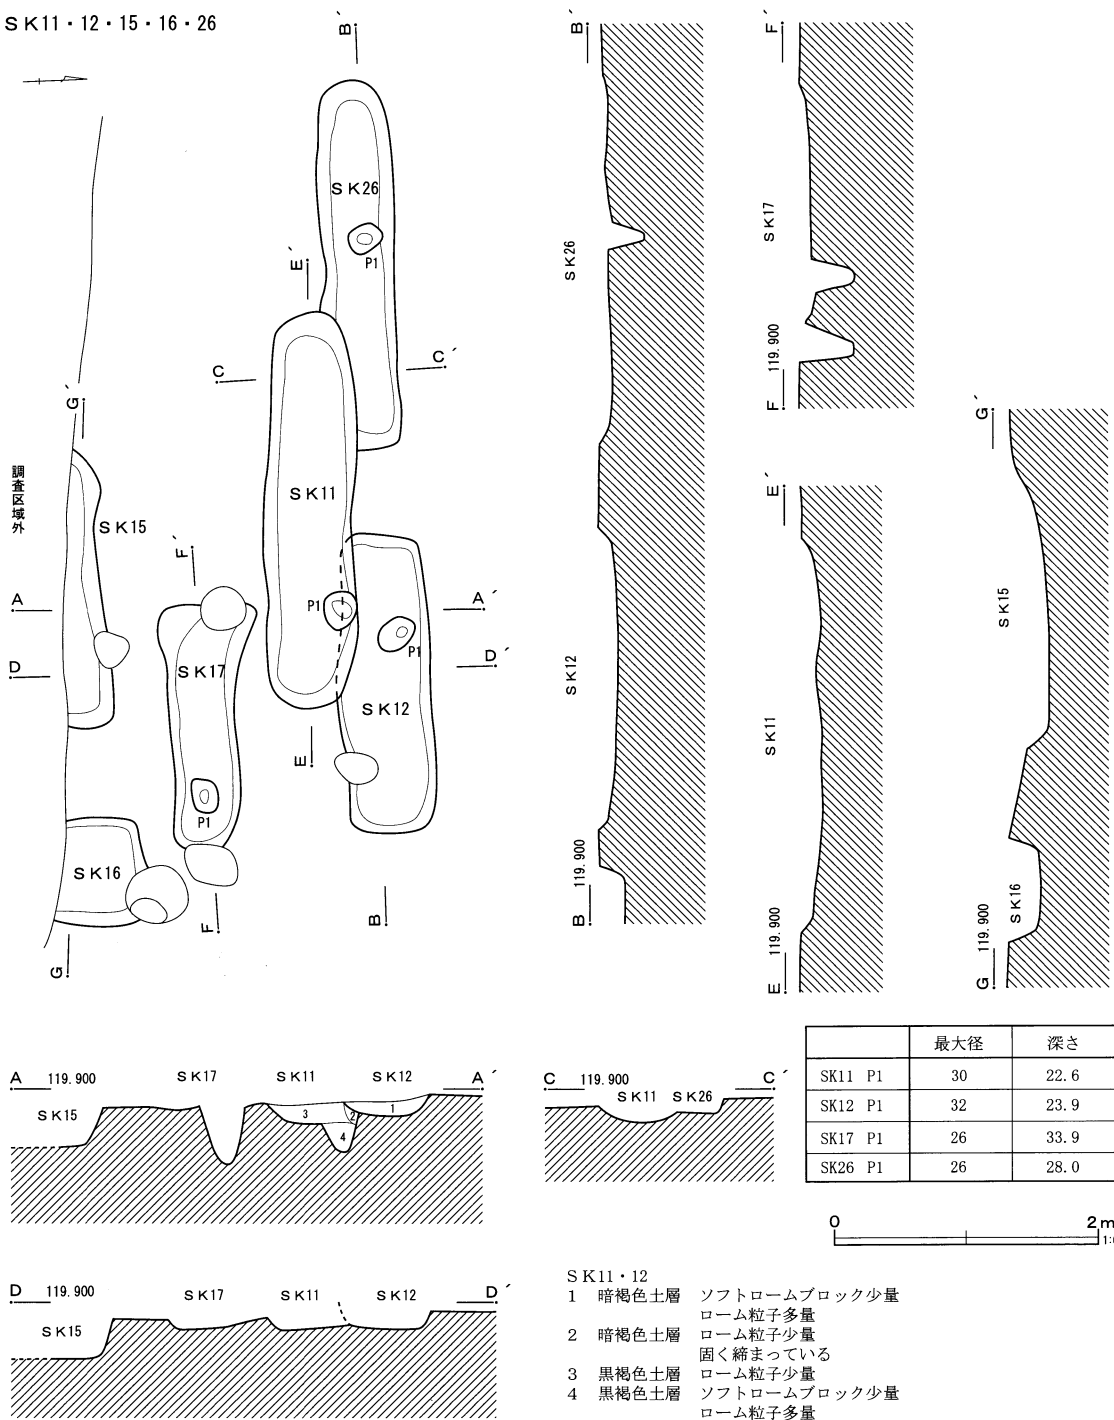 SK11・12・15・16・26
B´
SK26
P1
E´
C
C´
G´
調査区域外
SK15
SK11
F´
A
P1
A´
D
P1
D´
SK17
SK12
E
P1
SK16
F
B
G
B´
SK26
SK12
119.900
B
F´
SK17
119.900
F
E´
SK11
119.900
E
G´
SK15
SK16
119.900
G
A 119.900 SK17 SK11 SK12 A´
SK15
3 2 1
4
C 119.900 C´
SK11 SK26
最大径 深さ
SK11 P1 30 22.6
SK12 P1 32 23.9
SK17 P1 26 33.9
SK26 P1 26 28.0
0 2m
D 119.900 SK17 SK11 SK12 D´
SK15
SK11・12
1 暗褐色土層 ソフトロームブロック少量
ローム粒子多量
2 暗褐色土層 ローム粒子少量
固く締まっている
3 黒褐色土層 ローム粒子少量
4 黒褐色土層 ソフトロームブロック少量
ローム粒子多量